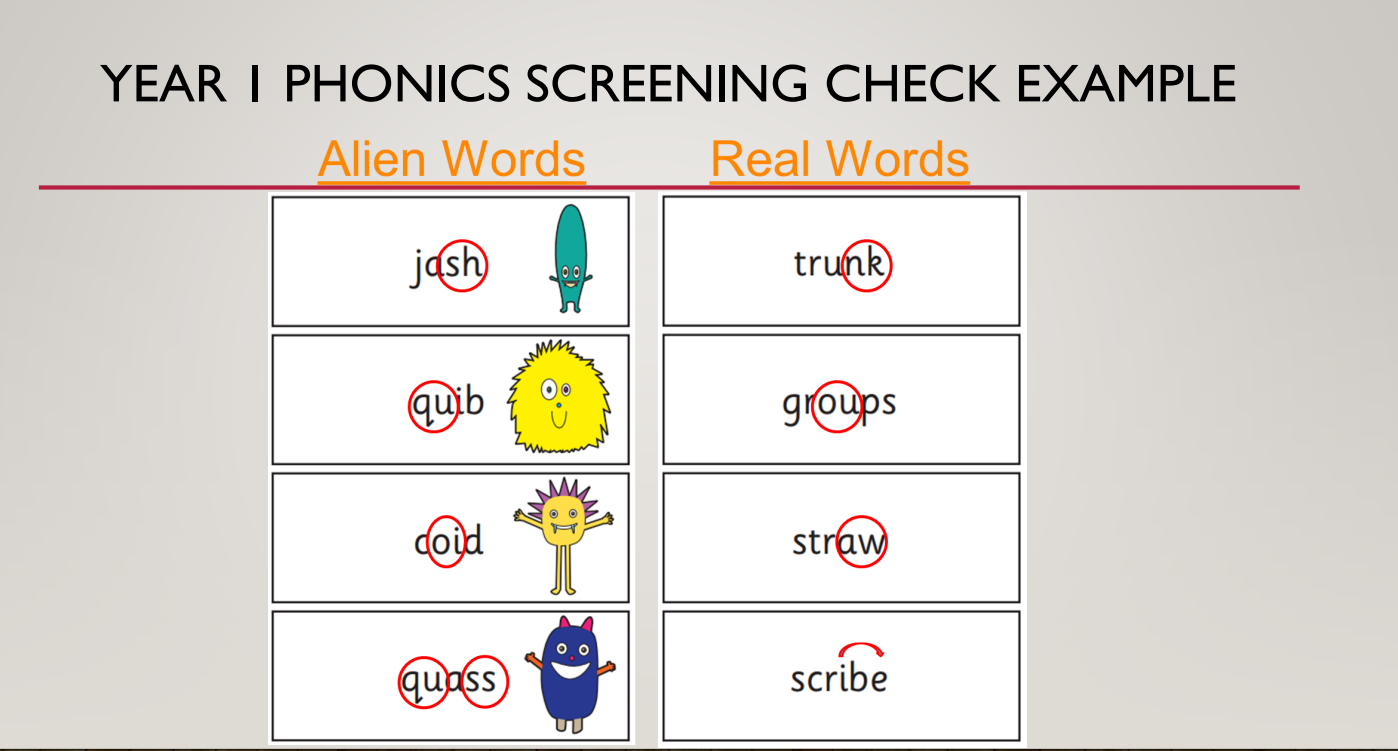 YEAR 1 PHONICS SCREENING CHECK EXAMPLE
Alien Words
Real Words
jash
quib
coid
quass
trunk
groups
straw
scribe